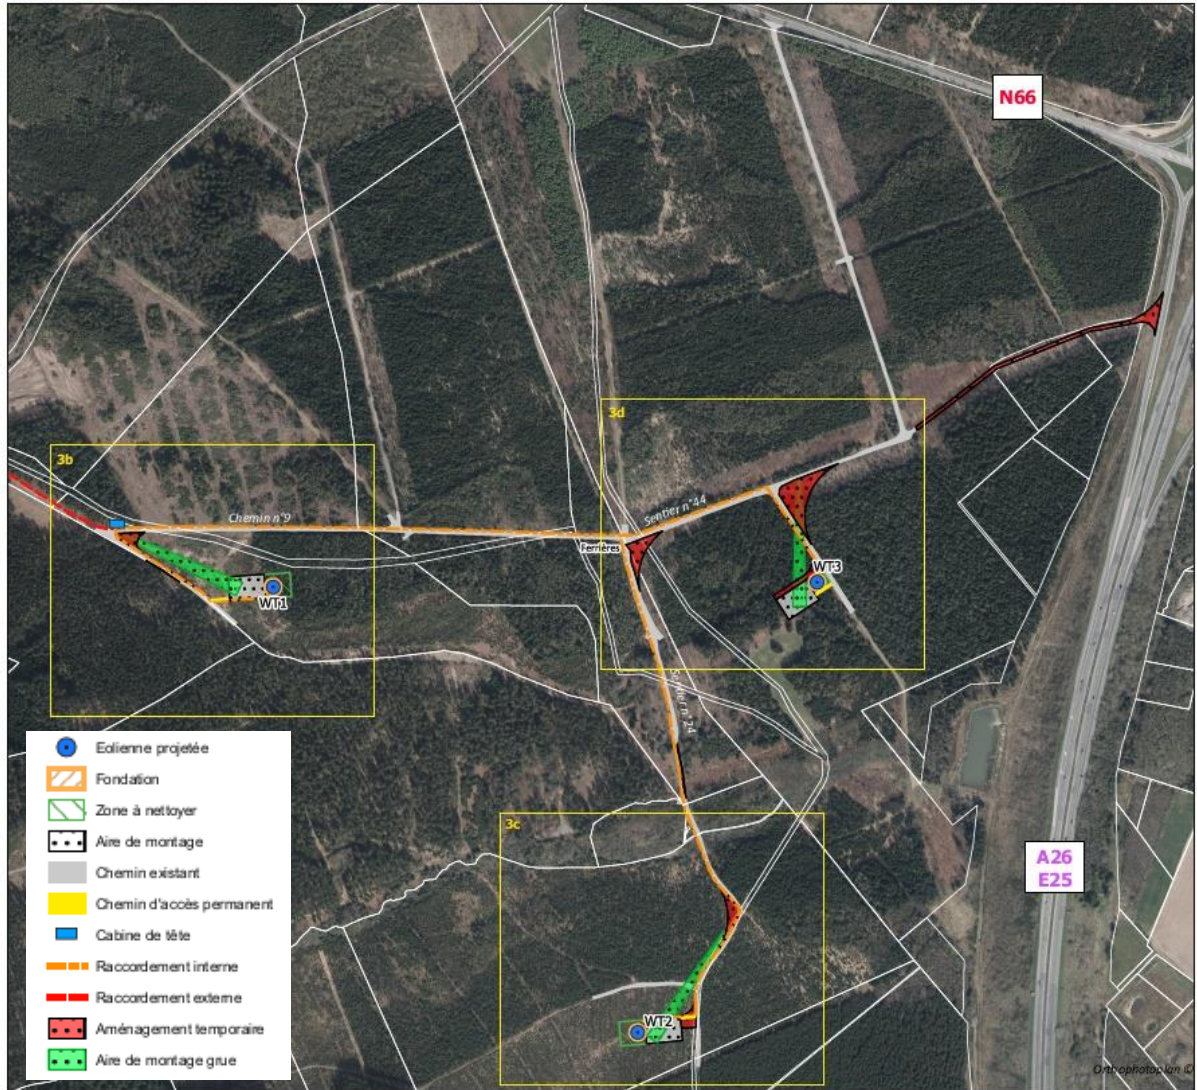 N66
3d
3b
Sentier n°44
Chemin n°9
Ferrières
WT3
WT1
Sentier n°24
Eolienne projetée
Fondation
Zone à nettoyer
Aire de montage
Chemin existant
Chemin d'accès permanent
Cabine de tête
Raccordement interne
Raccordement externe
Aménagement temporaire
Aire de montage grue
3c
A26
E25
WT2
Orthophotoplan ©